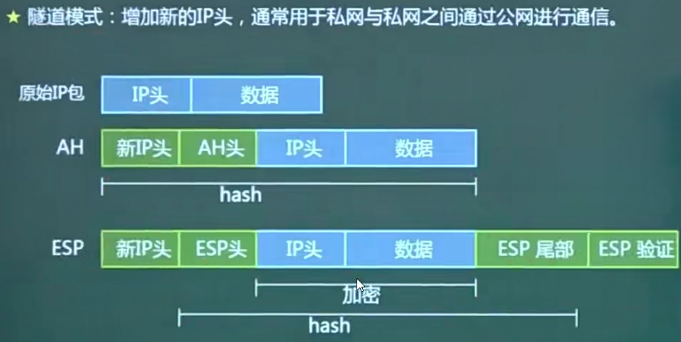 ★ 隧道模式：增加新的IP头，通常用于私网与私网之间通过公网进行通信。
原始IP包 IP头 数据
AH 新IP头 AH头 IP头 数据
hash
ESP 新IP头 ESP头 IP头 数据 ESP 尾部 ESP 验证
加密
hash